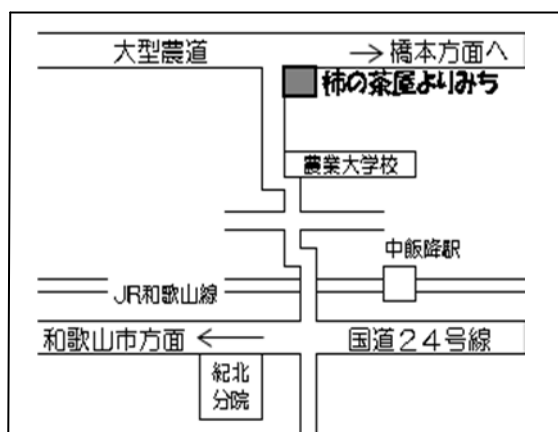 大型農道
→橋本方面へ
柿の茶屋よりみち
農業大学校
中飯降駅
JR和歌山線
和歌山市方面 ←
国道24号線
紀北
分院